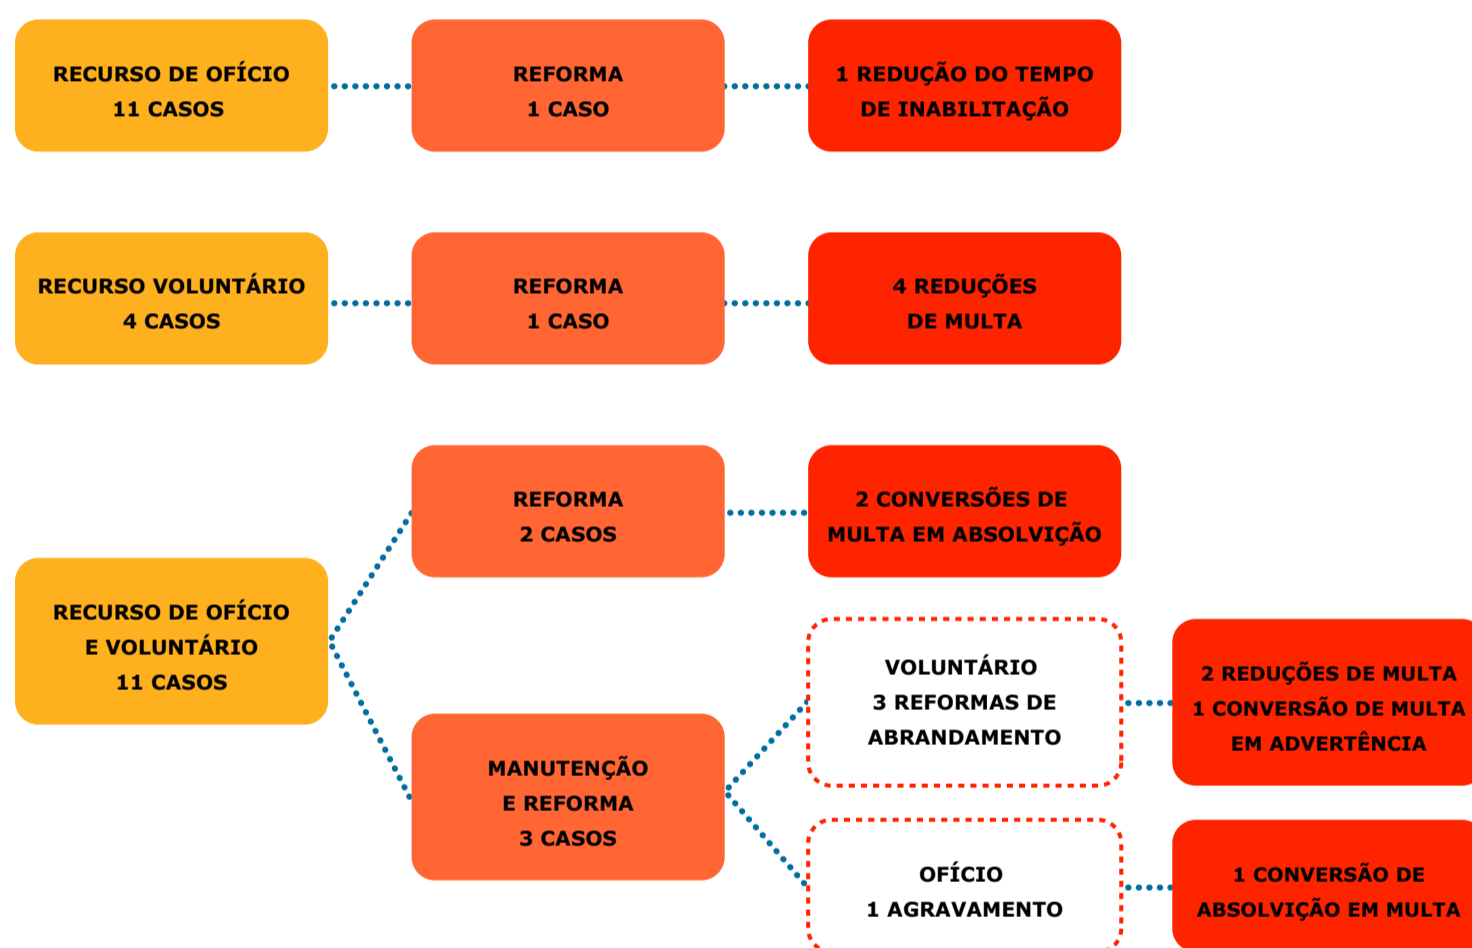 RECURSO DE OFÍCIO
11 CASOS
REFORMA
1 CASO
1 REDUÇÃO DO TEMPO
DE INABILITAÇÃO
RECURSO VOLUNTÁRIO
4 CASOS
REFORMA
1 CASO
4 REDUÇÕES
DE MULTA
RECURSO DE OFÍCIO
E VOLUNTÁRIO
11 CASOS
REFORMA
2 CASOS
2 CONVERSÕES DE
MULTA EM ABSOLVIÇÃO
MANUTENÇÃO
E REFORMA
3 CASOS
VOLUNTÁRIO
3 REFORMAS DE
ABRANDAMENTO
2 REDUÇÕES DE MULTA
1 CONVERSÃO DE MULTA
EM ADVERTÊNCIA
OFÍCIO
1 AGRAVAMENTO
1 CONVERSÃO DE
ABSOLVIÇÃO EM MULTA